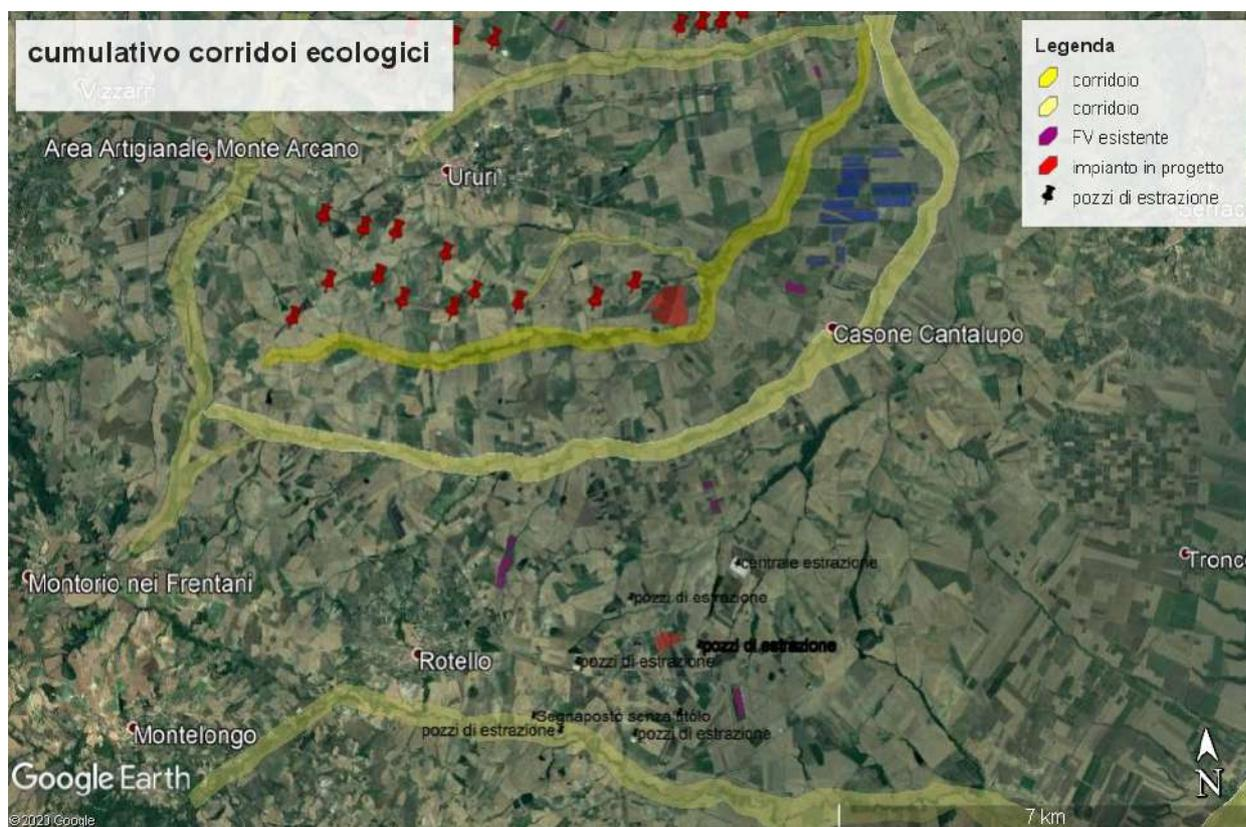 cumulativo corridoi ecologici
Vizzarri
Area Artigianale Monte Arcano
Ururi
Legenda
corridoio
corridoio
FV esistente
impianto in progetto
pozzi di estrazione
Casone Cantalupo
centrale estrazione
Tronco
Montorio nei Frentani
pozzi di estrazione
pozzi di estrazione
Rotello
pozzi di estrazione
Segnaposto senza titolo
Montelongo
pozzi di estrazione
pozzi di estrazione
Google Earth
N
© 2023 Google
7 km